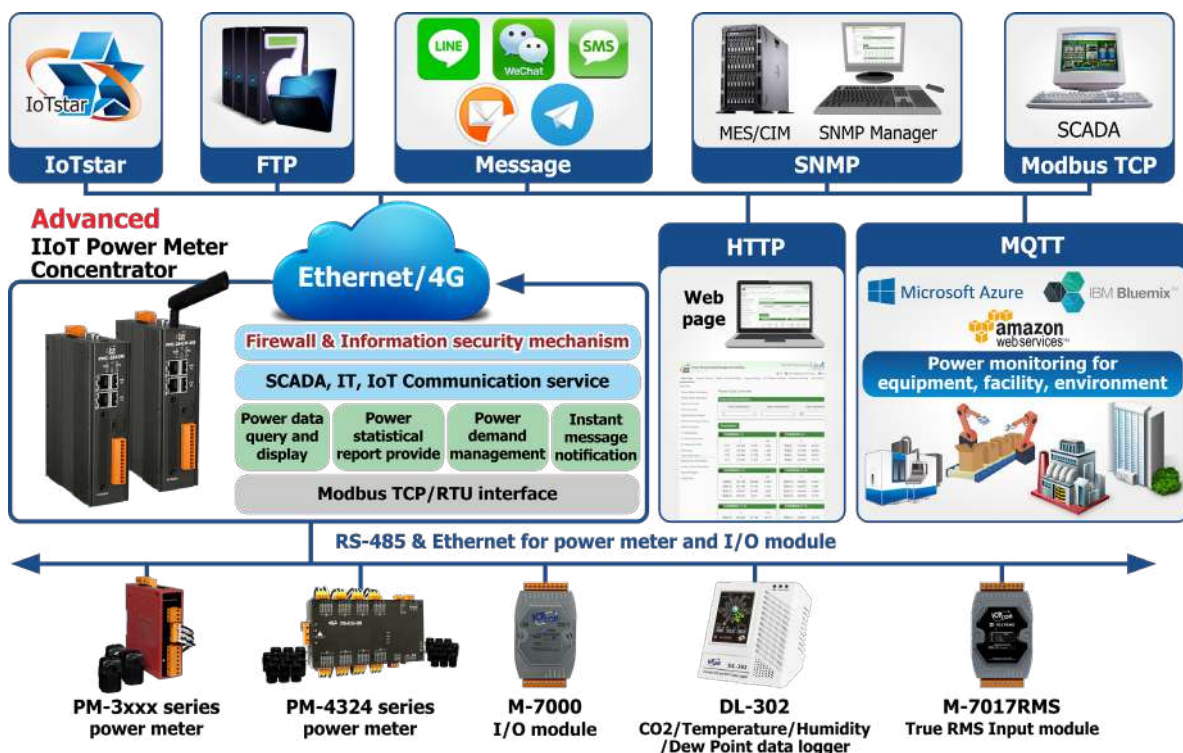 IoTstar
7
LINE
WeChat
SMS
MES/CIM
SNMP Manager
SCADA
IoTstar
FTP
Message
SNMP
Modbus TCP
Advanced
IIoT Power Meter
Concentrator
Ethernet/4G
Firewall & Information security mechanism
SCADA, IT, IoT Communication service
Power data
query and
display
Power
statistical
report provide
Power
demand
management
Instant
message
notification
Modbus TCP/RTU interface
HTTP
Web
page
MQTT
Microsoft Azure
IBM Bluemix
amazon
webservices
Power monitoring for
equipment, facility, environment
RS-485 & Ethernet for power meter and I/O module
PM-3xxx series
power meter
PM-4324 series
power meter
M-7000
I/O module
DL-302
DL-302
CO2/Temperature/Humidity
/Dew Point data logger
M-7017RMS
True RMS Input module